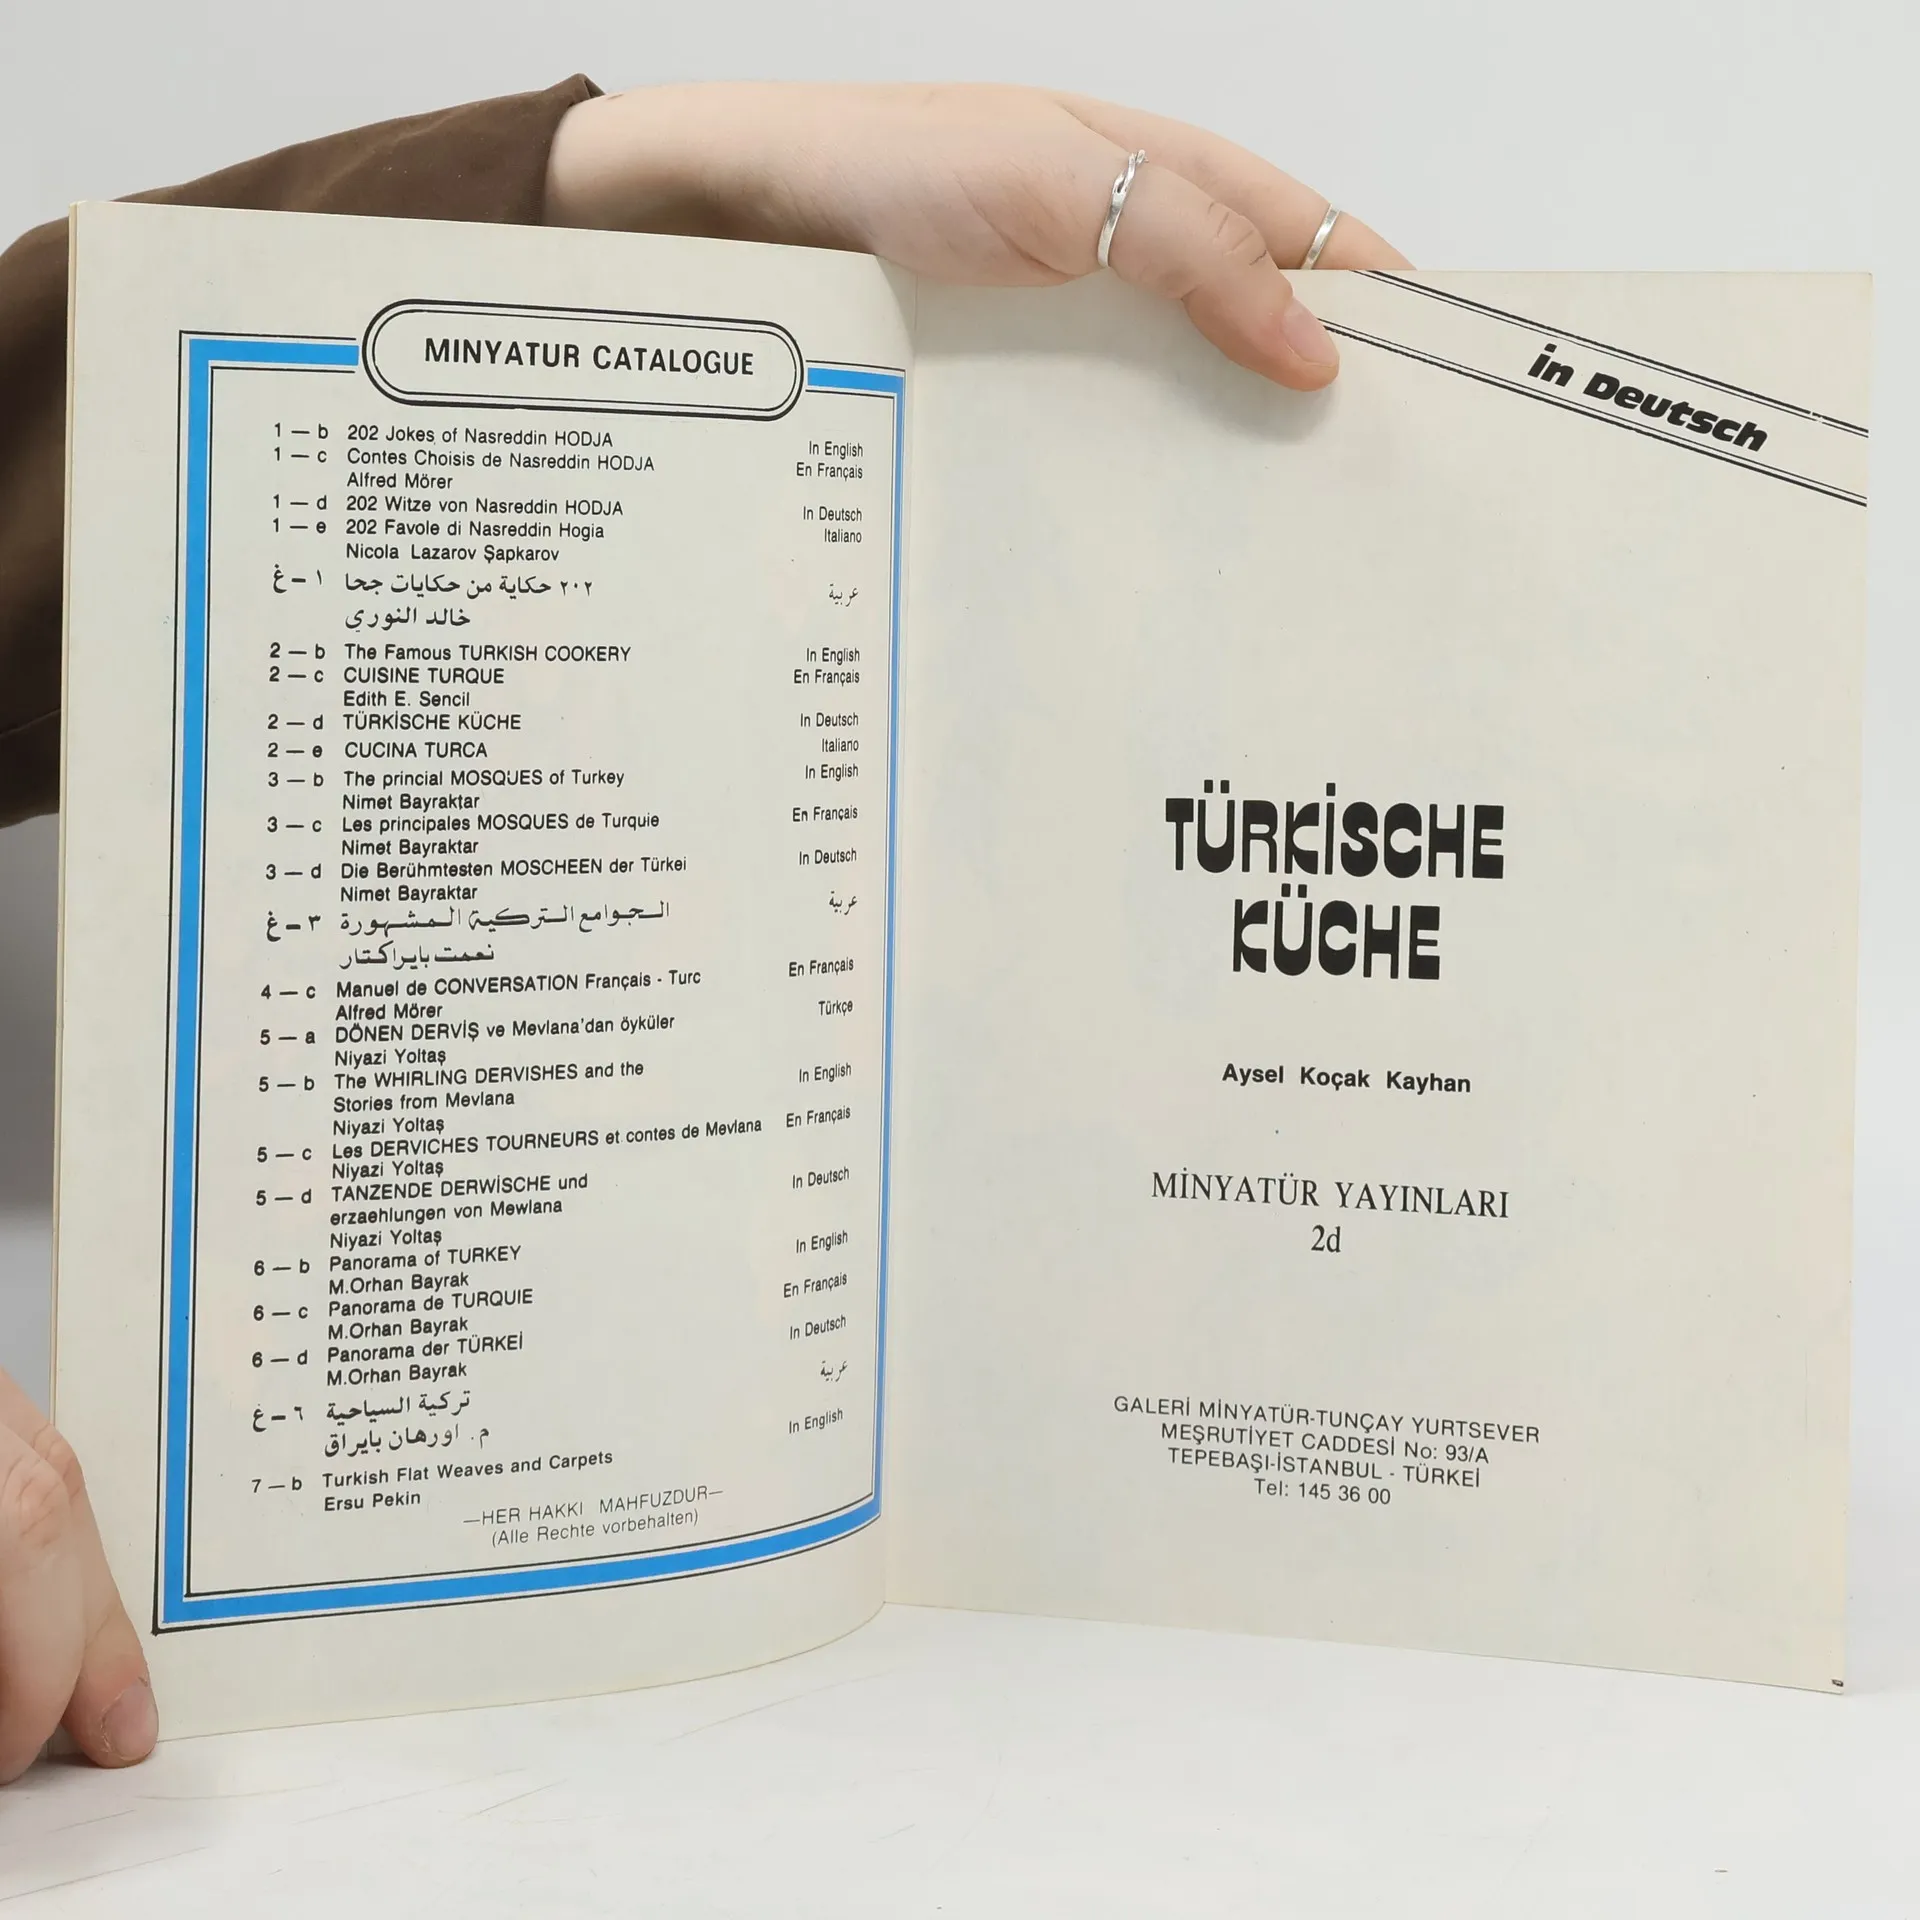 MINYATUR CATALOGUE
1 — b 202 Jokes of Nasreddin HODJA In English
1 — c Contes Choisis de Nasreddin HODJA En Français
Alfred Mörer
1 — d 202 Witze von Nasreddin HODJA In Deutsch
1 — e 202 Favole di Nasreddin Hogia Italiano
Nicola Lazarov Şapkarov
١ – غ ٢٠٢ حكاية من حكايات جحا عربية
خالد النوري
2 — b The Famous TURKISH COOKERY In English
2 — c CUISINE TURQUE En Français
Edith E. Sencil
2 — d TÜRKİSCHE KÜCHE In Deutsch
2 — e CUCINA TURCA Italiano
3 — b The princial MOSQUES of Turkey In English
Nimet Bayraktar
3 — c Les principales MOSQUES de Turquie En Français
Nimet Bayraktar
3 — d Die Berühmtesten MOSCHEEN der Türkei In Deutsch
Nimet Bayraktar
٣ – غ الجوامع التركية المشهورة عربية
نعمت بايراكتار
4 — c Manuel de CONVERSATION Français - Turc En Français
Alfred Mörer
5 — a DÖNEN DERVİŞ ve Mevlana'dan öyküler Türkçe
Niyazi Yoltaş
5 — b The WHIRLING DERVISHES and the In English
Stories from Mevlana
Niyazi Yoltaş
5 — c Les DERVICHES TOURNEURS et contes de Mevlana En Français
Niyazi Yoltaş
5 — d TANZENDE DERWİSCHE und In Deutsch
erzaehlungen von Mewlana
Niyazi Yoltaş
6 — b Panorama of TURKEY In English
M.Orhan Bayrak
6 — c Panorama de TURQUIE En Français
M.Orhan Bayrak
6 — d Panorama der TÜRKEİ In Deutsch
M.Orhan Bayrak
٦ – غ تركية السياحية عربية
م. اورهان بايراق
7 — b Turkish Flat Weaves and Carpets In English
Ersu Pekin
—HER HAKKI MAHFUZDUR—
(Alle Rechte vorbehalten)
in Deutsch
TÜRKİSCHE
KÜCHE
Aysel Koçak Kayhan
MİNYATÜR YAYINLARI
2d
GALERİ MİNYATÜR-TUNÇAY YURTSEVER
MEŞRUTİYET CADDESİ No: 93/A
TEPEBAŞI-İSTANBUL - TÜRKEİ
Tel: 145 36 00